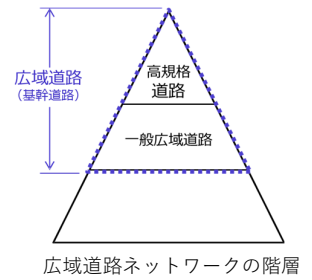 高規格
道路
広域道路
（基幹道路）
一般広域道路
広域道路ネットワークの階層